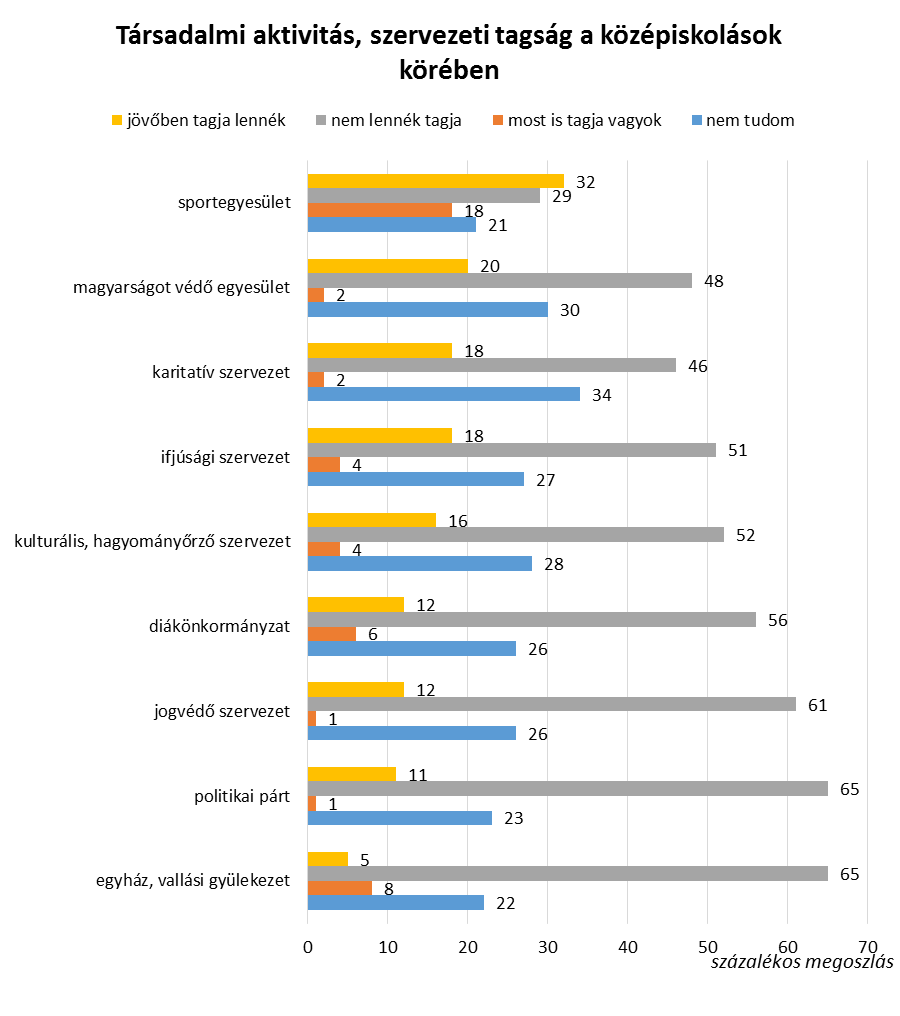 Társadalmi aktivitás, szervezeti tagság a középiskolások
körében
jövőben tagja lennék nem lennék tagja most is tagja vagyok nem tudom
sportegyesület
32
29
18
21
magyarságot védő egyesület
20
48
2
30
karitatív szervezet
18
46
2
34
ifjúsági szervezet
18
51
4
27
kulturális, hagyományőrző szervezet
16
52
4
28
diákönkormányzat
12
56
6
26
jogvédő szervezet
12
61
1
26
politikai párt
11
65
1
23
egyház, vallási gyülekezet
5
65
8
22
0 10 20 30 40 50 60 70
százalékos megoszlás